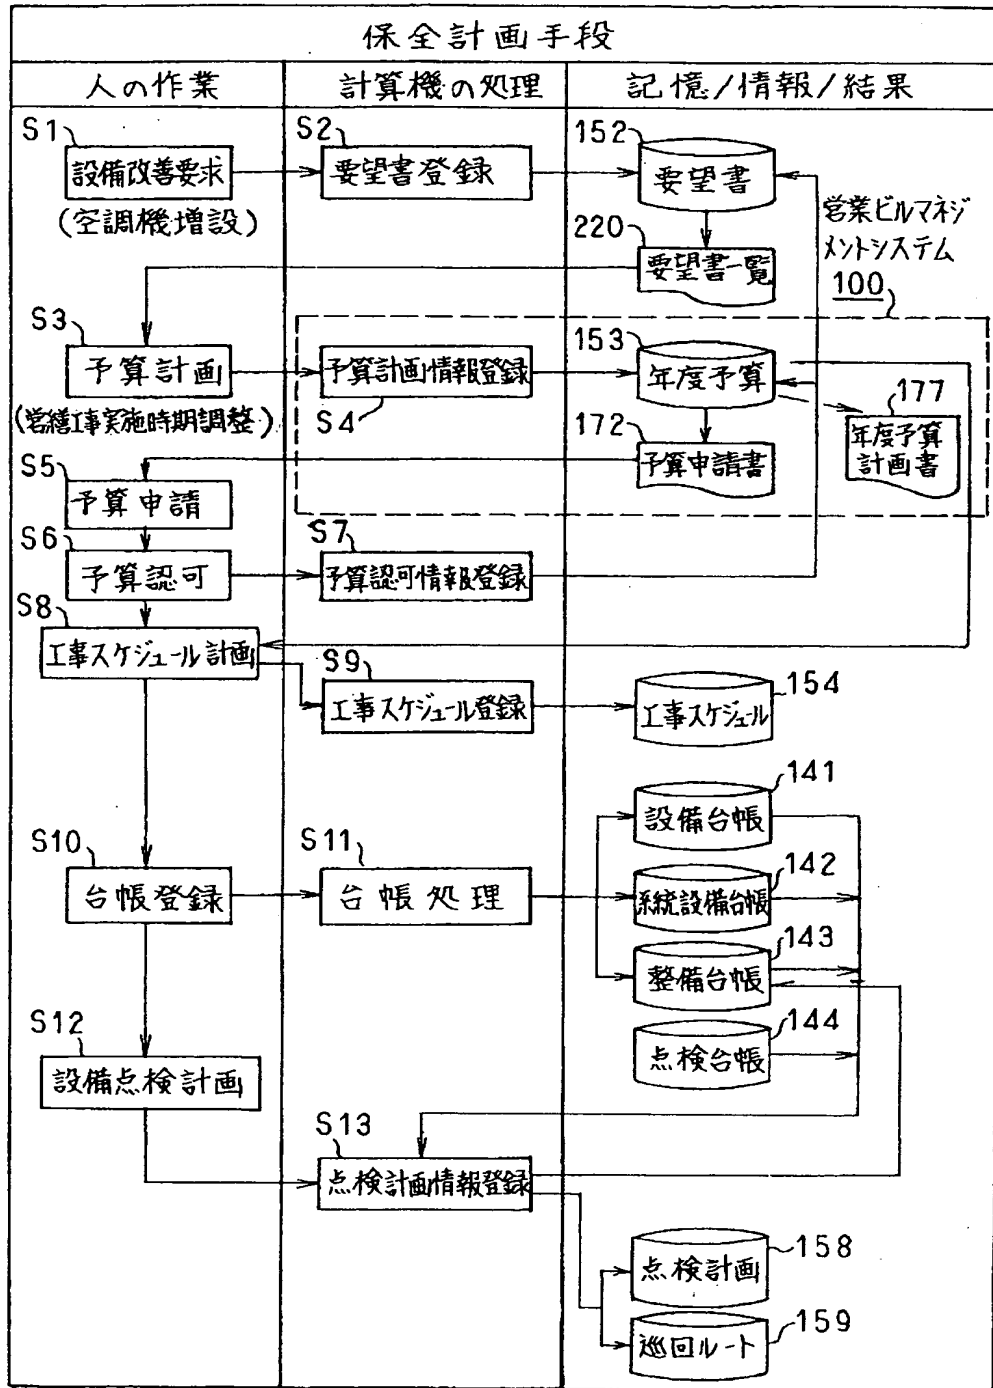 保全計画手段
人の作業
計算機の処理
記憶/情報/結果
S1
S2
152
設備改善要求
要望書登録
要望書
(空調機増設)
営業ビルマネジ
メントシステム
220
要望書一覧
100
S3
153
予算計画
予算計画情報登録
年度予算
(営繕工事実施時期調整)
S4
172
177
予算申請書
年度予算
計画書
S5
予算申請
S6
S7
予算認可
予算認可情報登録
S8
工事スケジュール計画
S9
154
工事スケジュール登録
工事スケジュール
141
設備台帳
S10
S11
142
台帳登録
台帳処理
系統設備台帳
143
整備台帳
S12
144
設備点検計画
点検台帳
S13
点検計画情報登録
158
点検計画
159
巡回ルート